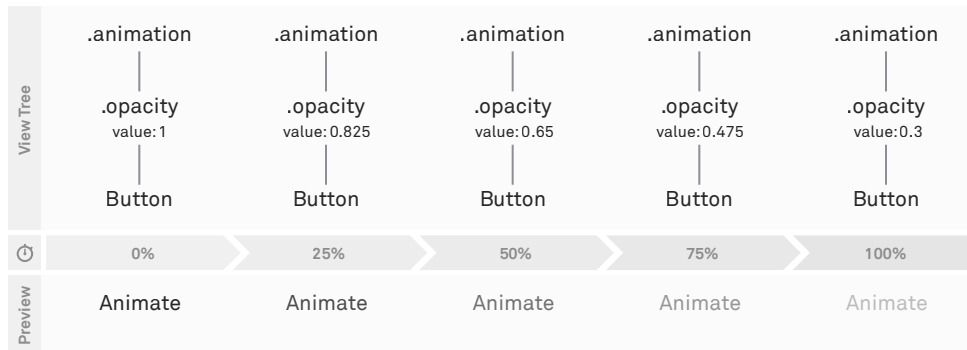 View Tree
.animation .animation .animation .animation .animation
.opacity .opacity .opacity .opacity .opacity
value: 1 value: 0.825 value: 0.65 value: 0.475 value: 0.3
Button Button Button Button Button
0% 25% 50% 75% 100%
Preview
Animate Animate Animate Animate Animate